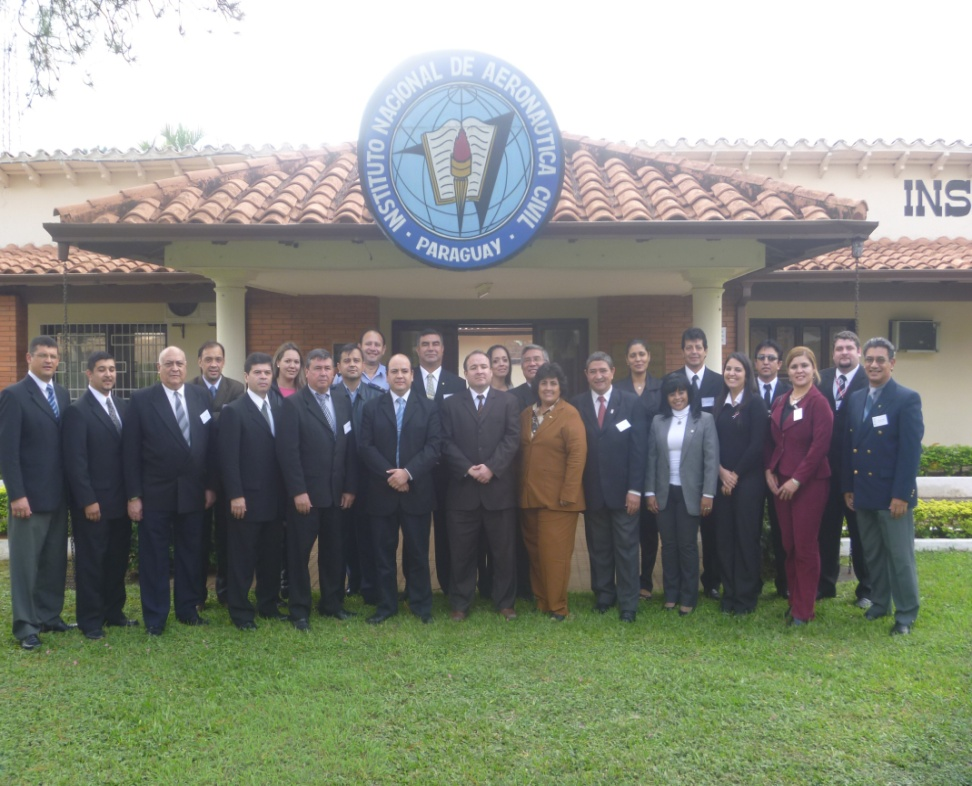 INSTITUTO NACIONAL DE AERONAUTICA CIVIL
· PARAGUAY ·
INS